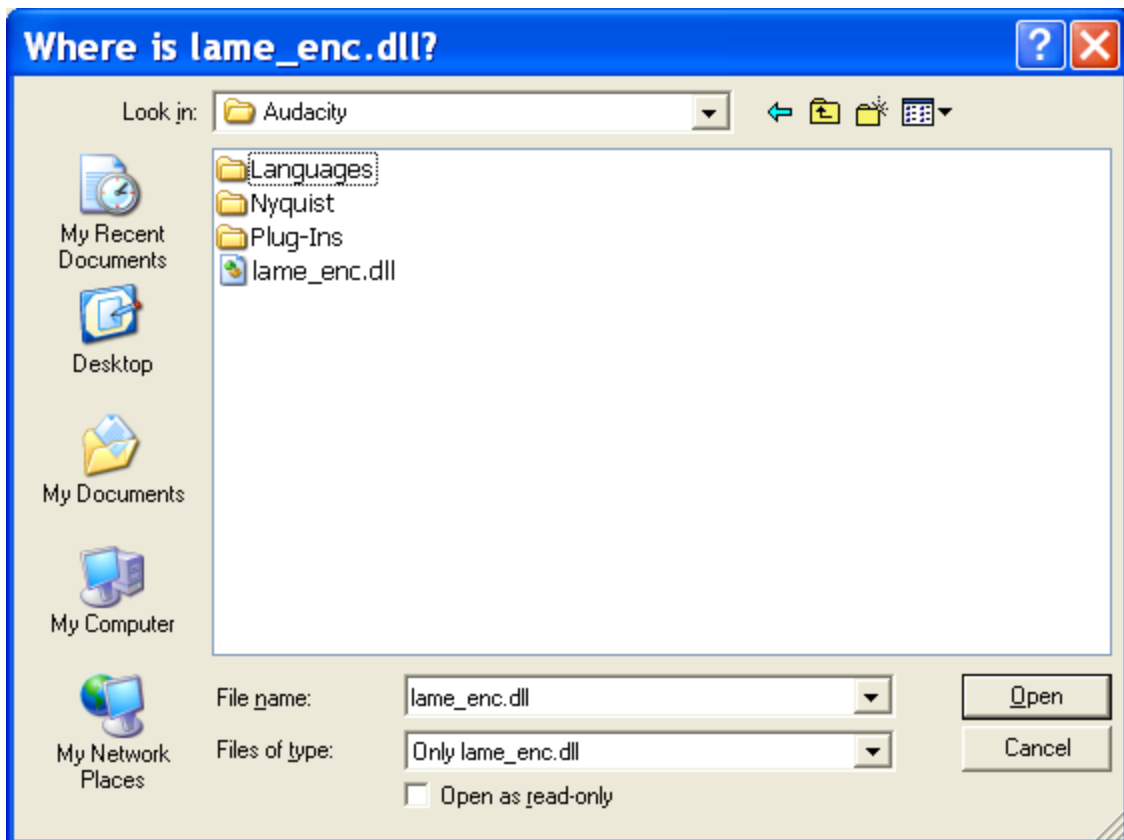 Where is lame_enc.dll?
Look in: Audacity
Languages
Nyquist
Plug-Ins
lame_enc.dll
My Recent
Documents
Desktop
My Documents
My Computer
My Network
Places
File name: lame_enc.dll Open
Files of type: Only lame_enc.dll Cancel
Open as read-only